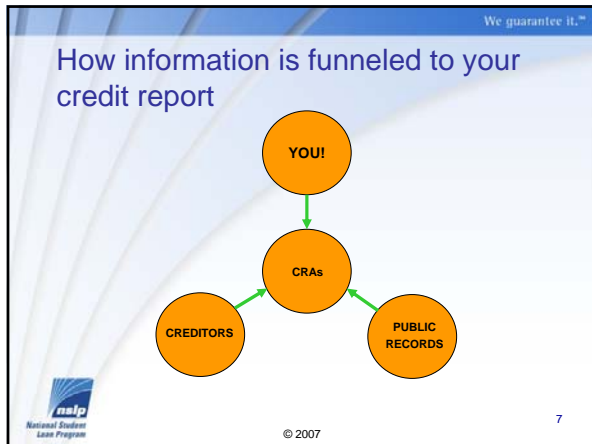 We guarantee it.™
How information is funneled to your
credit report
YOU!
CRAs
CREDITORS
PUBLIC
RECORDS
nslp
National Student
Loan Program
© 2007
7